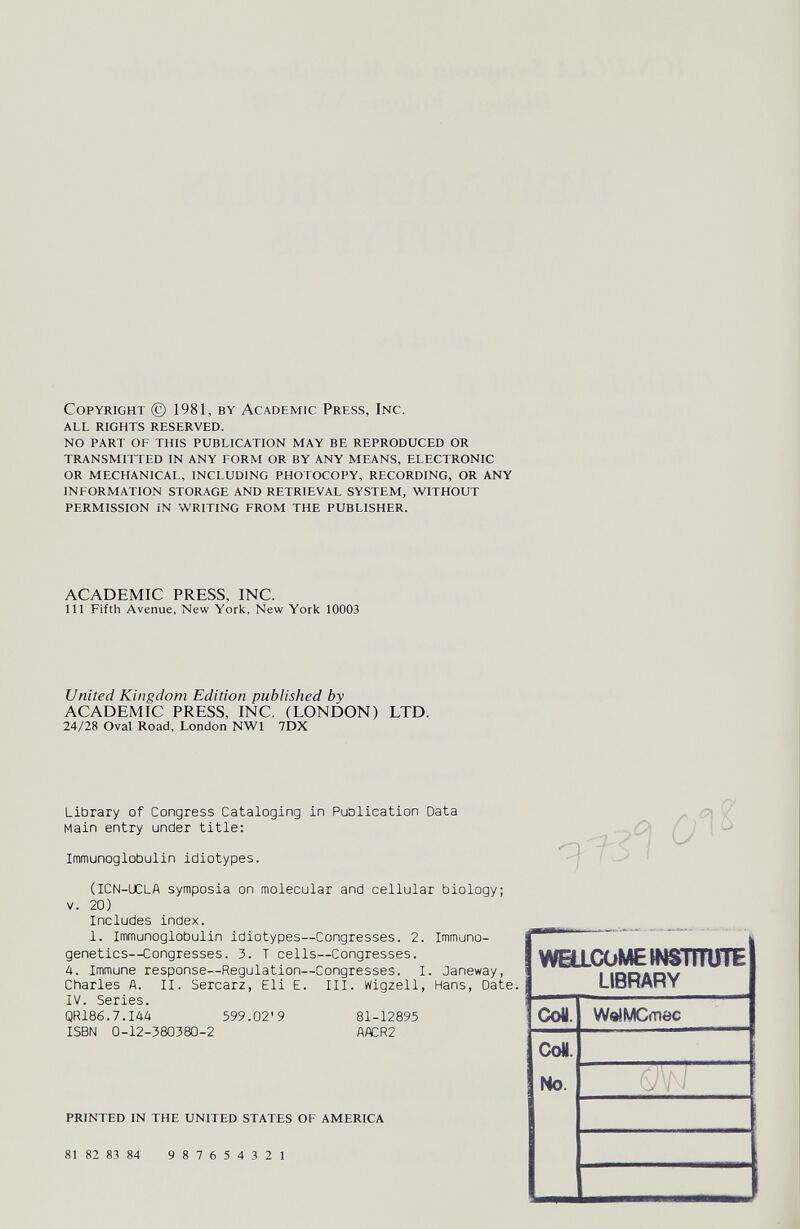 COPYRIGHT © 1981, BY ACADEMIC PRESS, INC.
ALL RIGHTS RESERVED.
NO PART OF THIS PUBLICATION MAY BE REPRODUCED OR
TRANSMITTED IN ANY FORM OR BY ANY MEANS, ELECTRONIC
OR MECHANICAL, INCLUDING PHOTOCOPY, RECORDING, OR ANY
INFORMATION STORAGE AND RETRIEVAL SYSTEM, WITHOUT
PERMISSION IN WRITING FROM THE PUBLISHER.
ACADEMIC PRESS, INC.
111 Fifth Avenue, New York, New York 10003
United Kingdom Edition published by
ACADEMIC PRESS, INC. (LONDON) LTD.
24/28 Oval Road, London NW1 7DX
Library of Congress Cataloging in Publication Data
Main entry under title:
Immunoglobulin idiotypes.
(ICN-UCLA symposia on molecular and cellular biology;
v. 20)
Includes index.
1. Immunoglobulin idiotypes--Congresses. 2. Immuno-
genetics--Congresses. 3. T cells--Congresses.
4. Immune response--Regulation--Congresses. I. Janeway,
Charles A. II. Sercarz, Eli E. III. Wigzell, Hans, Date.
IV. Series.
QR186.7.I44 599.02'9 81-12895
ISBN 0-12-380380-2 AACR2
WELLCOME INSTITUTE
LIBRARY
Coll. WelMComec
Coll.
No. QW
PRINTED IN THE UNITED STATES OF AMERICA
81 82 83 84 9 8 7 6 5 4 3 2 1